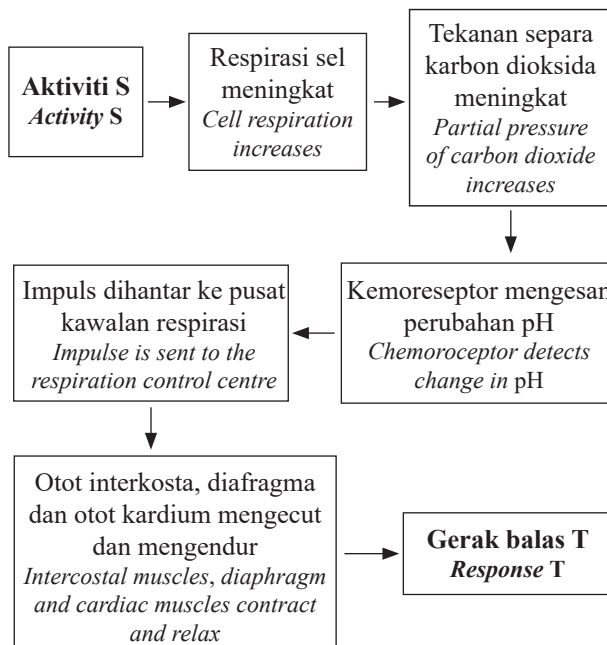 Aktiviti S
Activity S
Respirasi sel
meningkat
Cell respiration
increases
Tekanan separa
karbon dioksida
meningkat
Partial pressure
of carbon dioxide
increases
Kemoreseptor mengesan
perubahan pH
Chemoroceptor detects
change in pH
Impuls dihantar ke pusat
kawalan respirasi
Impulse is sent to the
respiration control centre
Otot interkosta, diafragma
dan otot kardium mengecut
dan mengendur
Intercostal muscles, diaphragm
and cardiac muscles contract
and relax
Gerak balas T
Response T